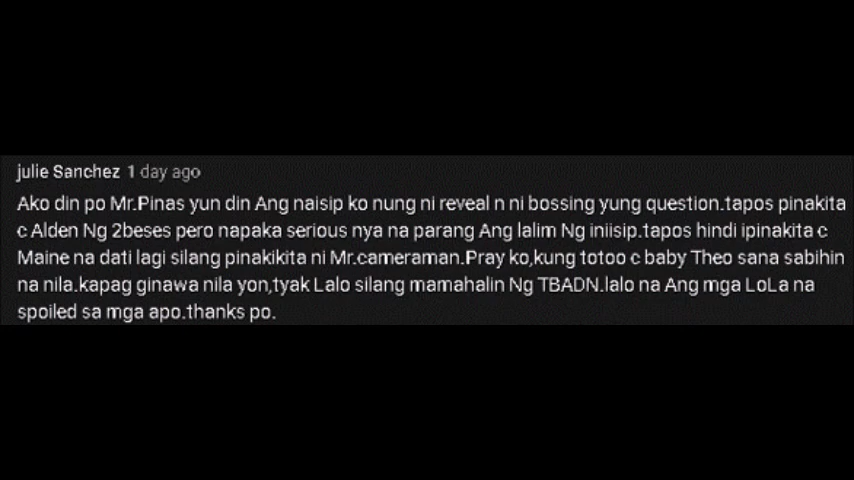 julie Sanchez 1 day ago
Ako din po Mr.Pinas yun din Ang naisip ko nung ni reveal n ni bossing yung question.tapos pinakita
c Alden Ng 2beses pero napaka serious nya na parang Ang lalim Ng iniisip.tapos hindi ipinakita c
Maine na dati lagi silang pinakikita ni Mr.cameraman.Pray ko,kung totoo c baby Theo sana sabihin
na nila.kapag ginawa nila yon,tyak Lalo silang mamahalin Ng TBADN.lalo na Ang mga LoLa na
spoiled sa mga apo.thanks po.